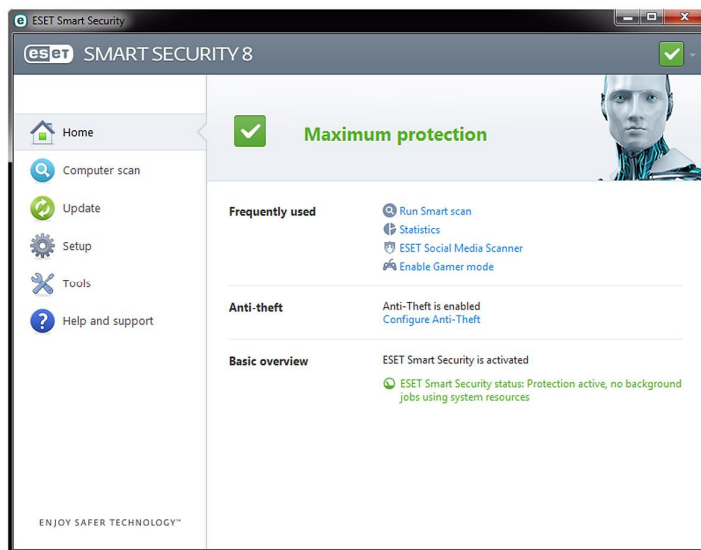 ESET Smart Security
eset SMART SECURITY 8
Home
Computer scan
Update
Setup
Tools
Help and support
ENJOY SAFER TECHNOLOGY™
Maximum protection
Frequently used
Run Smart scan
Statistics
ESET Social Media Scanner
Enable Gamer mode
Anti-theft
Anti-Theft is enabled
Configure Anti-Theft
Basic overview
ESET Smart Security is activated
ESET Smart Security status: Protection active, no background
jobs using system resources